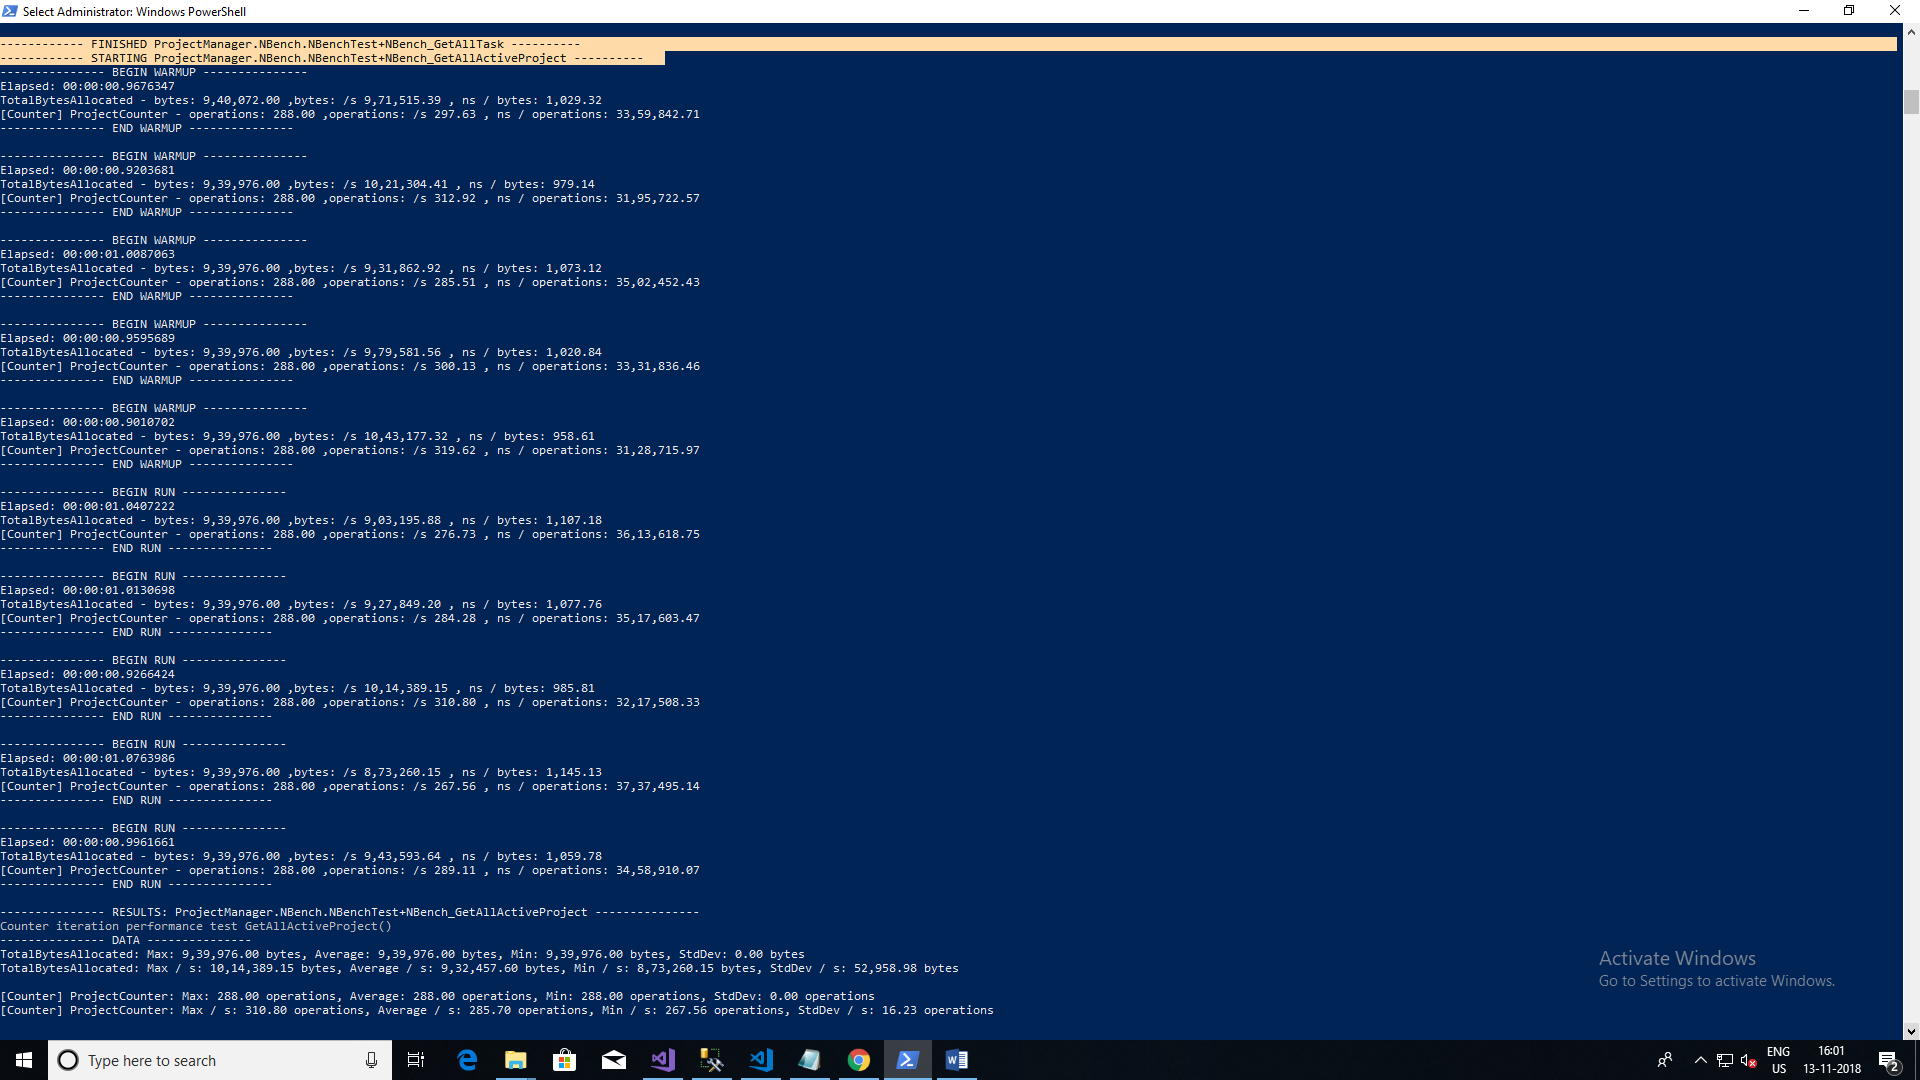 Select Administrator: Windows PowerShell
------------ FINISHED ProjectManager.NBench.NBenchTest+NBench_GetAllTask ----------
------------ STARTING ProjectManager.NBench.NBenchTest+NBench_GetAllActiveProject ----------
--------------- BEGIN WARMUP ---------------
Elapsed: 00:00:00.9676347
TotalBytesAllocated - bytes: 9,40,072.00 ,bytes: /s 9,71,515.39 , ns / bytes: 1,029.32
[Counter] ProjectCounter - operations: 288.00 ,operations: /s 297.63 , ns / operations: 33,59,842.71
--------------- END WARMUP ---------------
--------------- BEGIN WARMUP ---------------
Elapsed: 00:00:00.9203681
TotalBytesAllocated - bytes: 9,39,976.00 ,bytes: /s 10,21,304.41 , ns / bytes: 979.14
[Counter] ProjectCounter - operations: 288.00 ,operations: /s 312.92 , ns / operations: 31,95,722.57
--------------- END WARMUP ---------------
--------------- BEGIN WARMUP ---------------
Elapsed: 00:00:01.0087063
TotalBytesAllocated - bytes: 9,39,976.00 ,bytes: /s 9,31,862.92 , ns / bytes: 1,073.12
[Counter] ProjectCounter - operations: 288.00 ,operations: /s 285.51 , ns / operations: 35,02,452.43
--------------- END WARMUP ---------------
--------------- BEGIN WARMUP ---------------
Elapsed: 00:00:00.9595689
TotalBytesAllocated - bytes: 9,39,976.00 ,bytes: /s 9,79,581.56 , ns / bytes: 1,020.84
[Counter] ProjectCounter - operations: 288.00 ,operations: /s 300.13 , ns / operations: 33,31,836.46
--------------- END WARMUP ---------------
--------------- BEGIN WARMUP ---------------
Elapsed: 00:00:00.9010702
TotalBytesAllocated - bytes: 9,39,976.00 ,bytes: /s 10,43,177.32 , ns / bytes: 958.61
[Counter] ProjectCounter - operations: 288.00 ,operations: /s 319.62 , ns / operations: 31,28,715.97
--------------- END WARMUP ---------------
--------------- BEGIN RUN ---------------
Elapsed: 00:00:01.0407222
TotalBytesAllocated - bytes: 9,39,976.00 ,bytes: /s 9,03,195.88 , ns / bytes: 1,107.18
[Counter] ProjectCounter - operations: 288.00 ,operations: /s 276.73 , ns / operations: 36,13,618.75
--------------- END RUN ---------------
--------------- BEGIN RUN ---------------
Elapsed: 00:00:01.0130698
TotalBytesAllocated - bytes: 9,39,976.00 ,bytes: /s 9,27,849.20 , ns / bytes: 1,077.76
[Counter] ProjectCounter - operations: 288.00 ,operations: /s 284.28 , ns / operations: 35,17,603.47
--------------- END RUN ---------------
--------------- BEGIN RUN ---------------
Elapsed: 00:00:00.9266424
TotalBytesAllocated - bytes: 9,39,976.00 ,bytes: /s 10,14,389.15 , ns / bytes: 985.81
[Counter] ProjectCounter - operations: 288.00 ,operations: /s 310.80 , ns / operations: 32,17,508.33
--------------- END RUN ---------------
--------------- BEGIN RUN ---------------
Elapsed: 00:00:01.0763986
TotalBytesAllocated - bytes: 9,39,976.00 ,bytes: /s 8,73,260.15 , ns / bytes: 1,145.13
[Counter] ProjectCounter - operations: 288.00 ,operations: /s 267.56 , ns / operations: 37,37,495.14
--------------- END RUN ---------------
--------------- BEGIN RUN ---------------
Elapsed: 00:00:00.9961661
TotalBytesAllocated - bytes: 9,39,976.00 ,bytes: /s 9,43,593.64 , ns / bytes: 1,059.78
[Counter] ProjectCounter - operations: 288.00 ,operations: /s 289.11 , ns / operations: 34,58,910.07
--------------- END RUN ---------------
--------------- RESULTS: ProjectManager.NBench.NBenchTest+NBench_GetAllActiveProject ---------------
Counter iteration performance test GetAllActiveProject()
--------------- DATA ---------------
TotalBytesAllocated: Max: 9,39,976.00 bytes, Average: 9,39,976.00 bytes, Min: 9,39,976.00 bytes, StdDev: 0.00 bytes
TotalBytesAllocated: Max / s: 10,14,389.15 bytes, Average / s: 9,32,457.60 bytes, Min / s: 8,73,260.15 bytes, StdDev / s: 52,958.98 bytes
[Counter] ProjectCounter: Max: 288.00 operations, Average: 288.00 operations, Min: 288.00 operations, StdDev: 0.00 operations
[Counter] ProjectCounter: Max / s: 310.80 operations, Average / s: 285.70 operations, Min / s: 267.56 operations, StdDev / s: 16.23 operations
Activate Windows
Go to Settings to activate Windows.
Type here to search
ENG
US
16:01
13-11-2018
2